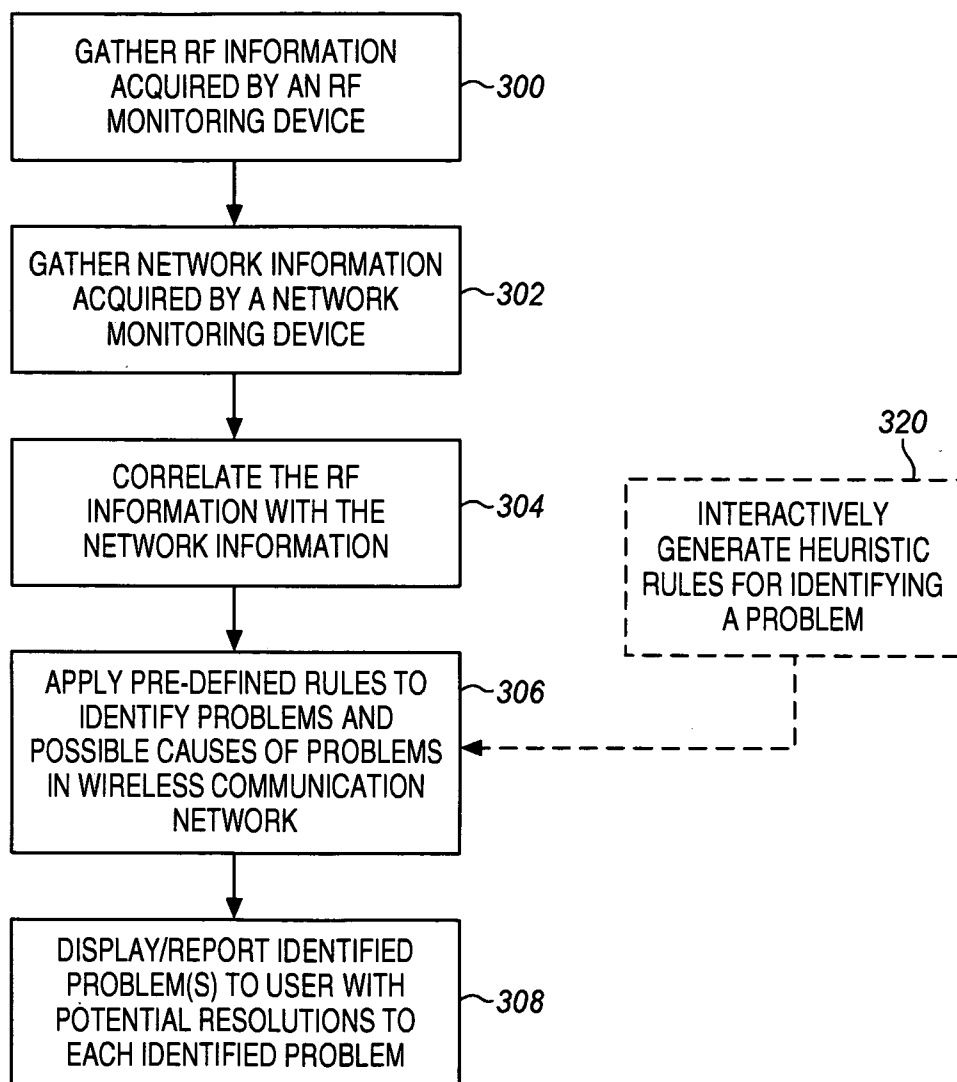 GATHER RF INFORMATION
ACQUIRED BY AN RF
MONITORING DEVICE
300
GATHER NETWORK INFORMATION
ACQUIRED BY A NETWORK
MONITORING DEVICE
302
CORRELATE THE RF
INFORMATION WITH THE
NETWORK INFORMATION
304
320
INTERACTIVELY
GENERATE HEURISTIC
RULES FOR IDENTIFYING
A PROBLEM
APPLY PRE-DEFINED RULES TO
IDENTIFY PROBLEMS AND
POSSIBLE CAUSES OF PROBLEMS
IN WIRELESS COMMUNICATION
NETWORK
306
DISPLAY/REPORT IDENTIFIED
PROBLEM(S) TO USER WITH
POTENTIAL RESOLUTIONS TO
EACH IDENTIFIED PROBLEM
308